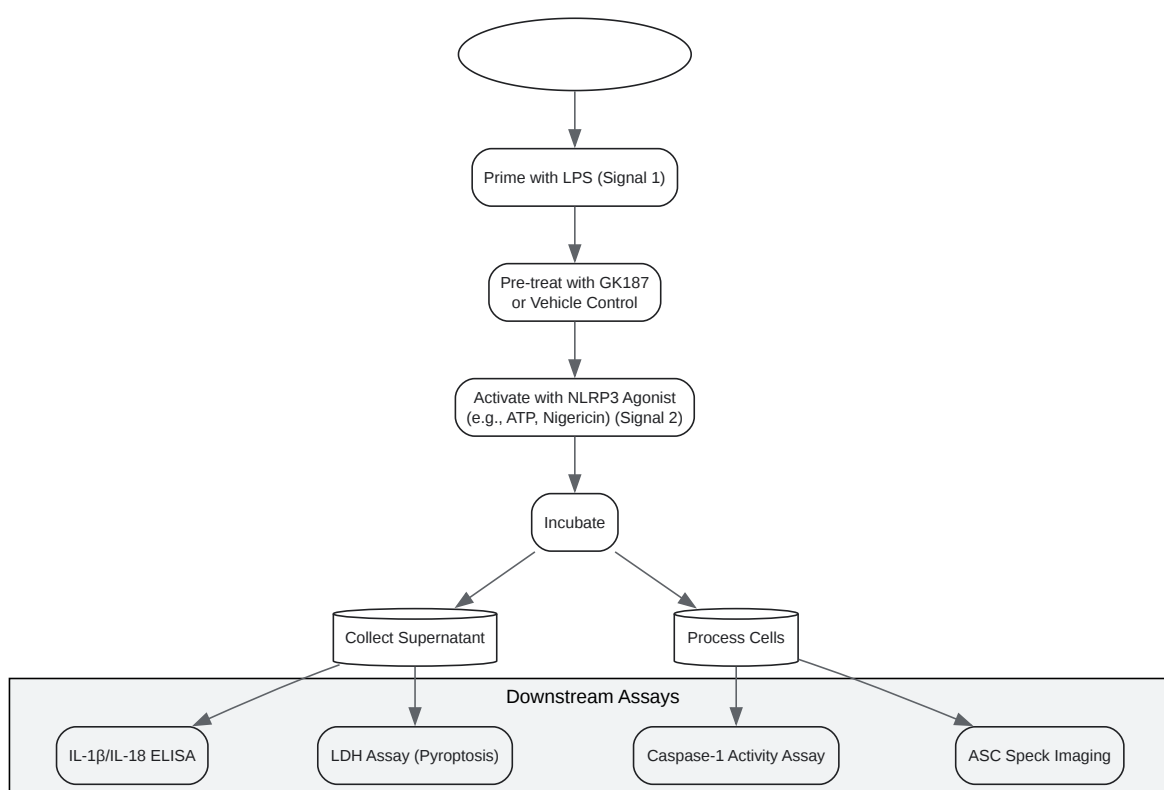 Prime with LPS (Signal 1)
Pre-treat with GK187
or Vehicle Control
Activate with NLRP3 Agonist
(e.g., ATP, Nigericin) (Signal 2)
Incubate
Collect Supernatant
Process Cells
Downstream Assays
IL-1β/IL-18 ELISA
LDH Assay (Pyroptosis)
Caspase-1 Activity Assay
ASC Speck Imaging